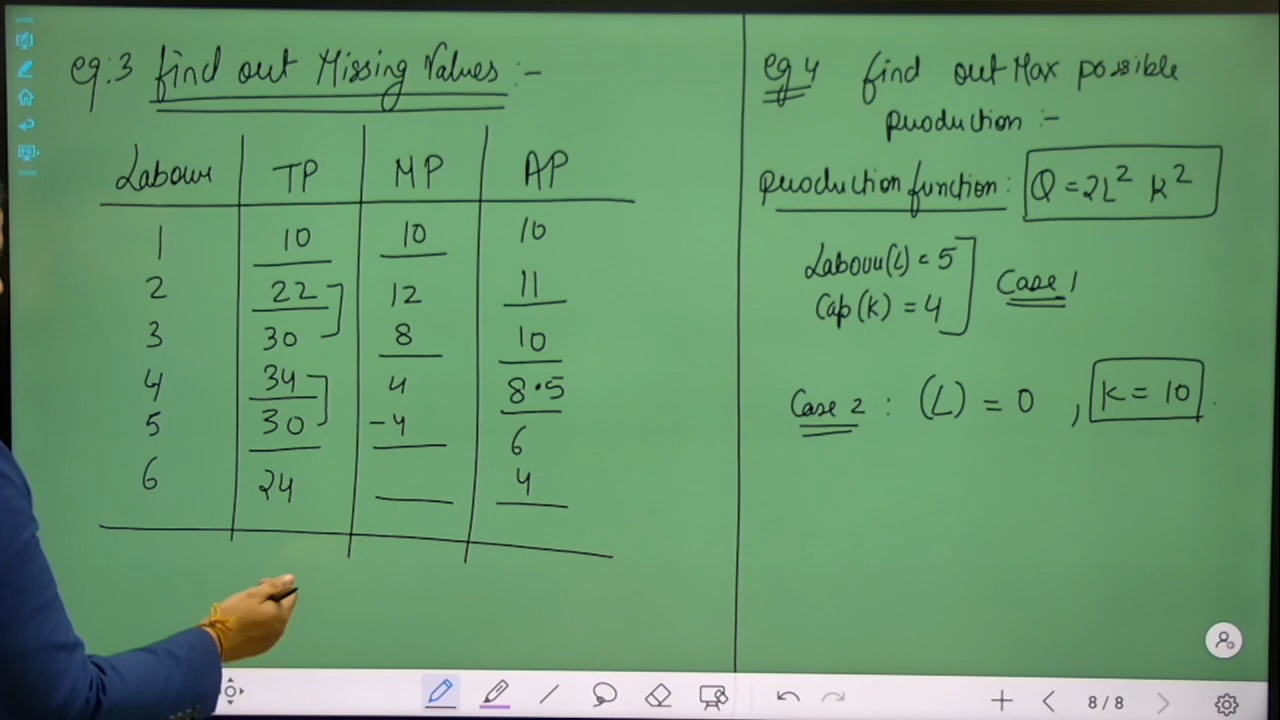 eg:3 find out Missing Values :-
Labour TP MP AP
1 10 10 10
2 22 12 11
3 30 8 10
4 34 4 8.5
5 30 -4 6
6 24 4
eg 4 find out Max possible
production :-
production function: Q = 2L² K²
Labour(L) = 5
Cap(K) = 4
Case 1
Case 2 : (L) = 0 , K = 10 .
8/8